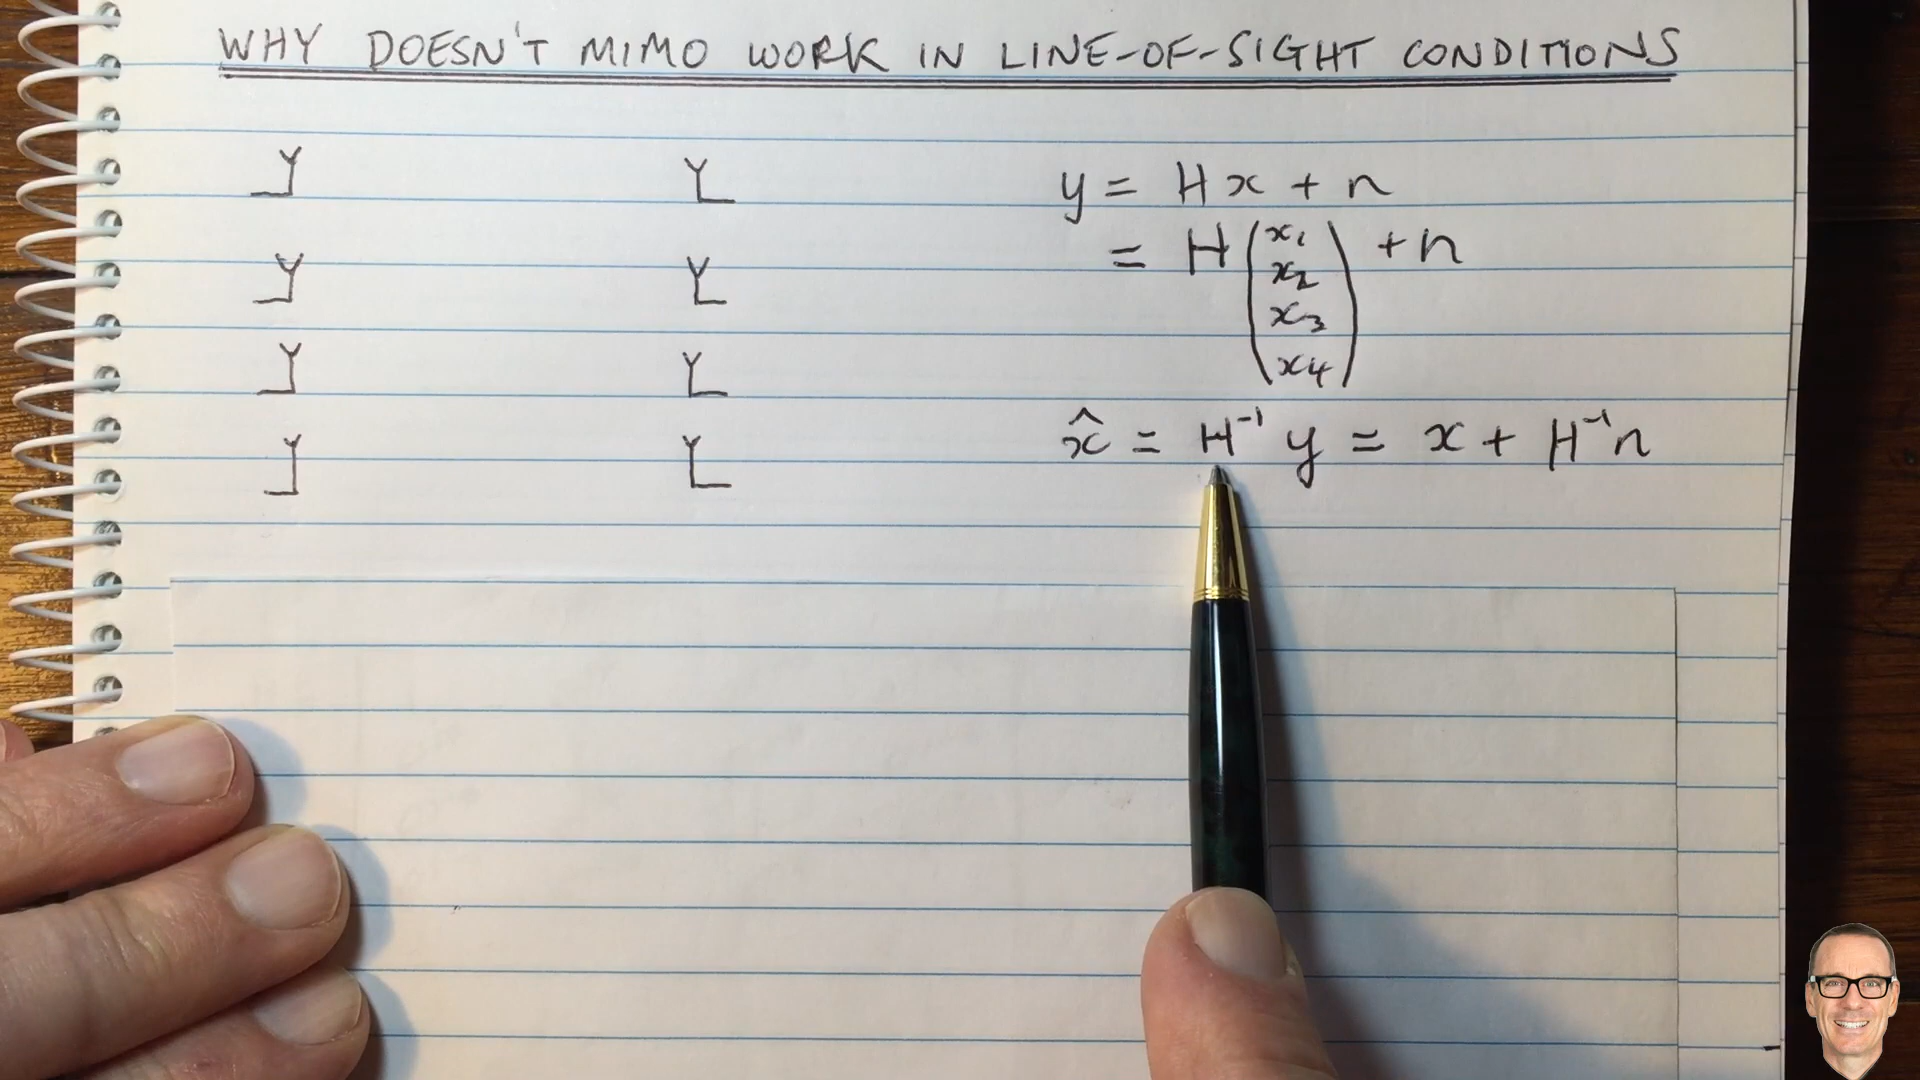 WHY DOESN'T MIMO WORK IN LINE-OF-SIGHT CONDITIONS
y = Hx + n
= H (x1 x2 x3 x4) + n
x̂ = H⁻¹ y = x + H⁻¹n